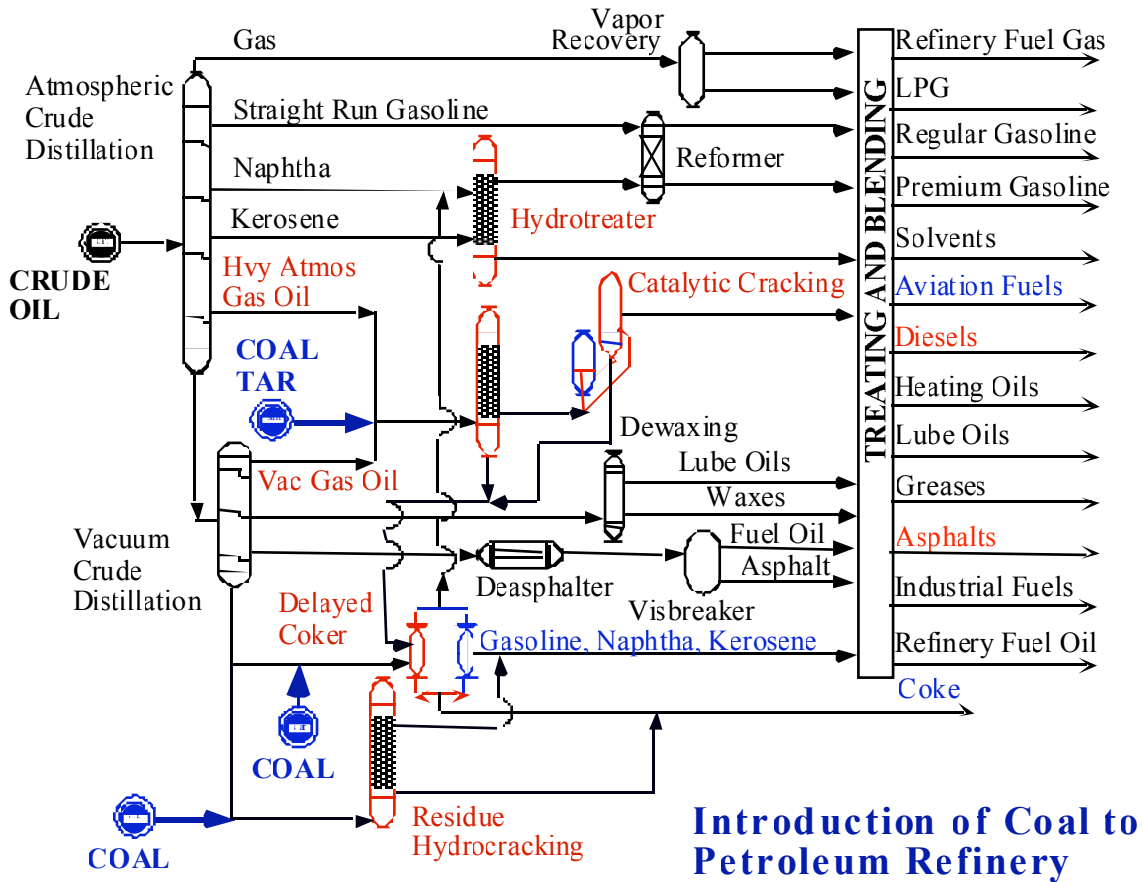 Gas
Vapor
Recovery
Refinery Fuel Gas
Atmospheric
Crude
Distillation
LPG
Straight Run Gasoline
Regular Gasoline
Naphtha
Reformer
Premium Gasoline
Kerosene
Hydrotreater
Solvents
CRUDE
OIL
Hvy Atmos
Gas Oil
Catalytic Cracking
TREATING AND BLENDING
Aviation Fuels
Diesels
COAL
TAR
Heating Oils
Dewaxing
Lube Oils
Lube Oils
Vac Gas Oil
Waxes
Greases
Vacuum
Crude
Distillation
Fuel Oil
Asphalts
Asphalt
Deasphalter
Visbreaker
Industrial Fuels
Delayed
Coker
Gasoline, Naphtha, Kerosene
Refinery Fuel Oil
Coke
COAL
COAL
Residue
Hydrocracking
Introduction of Coal to
Petroleum Refinery